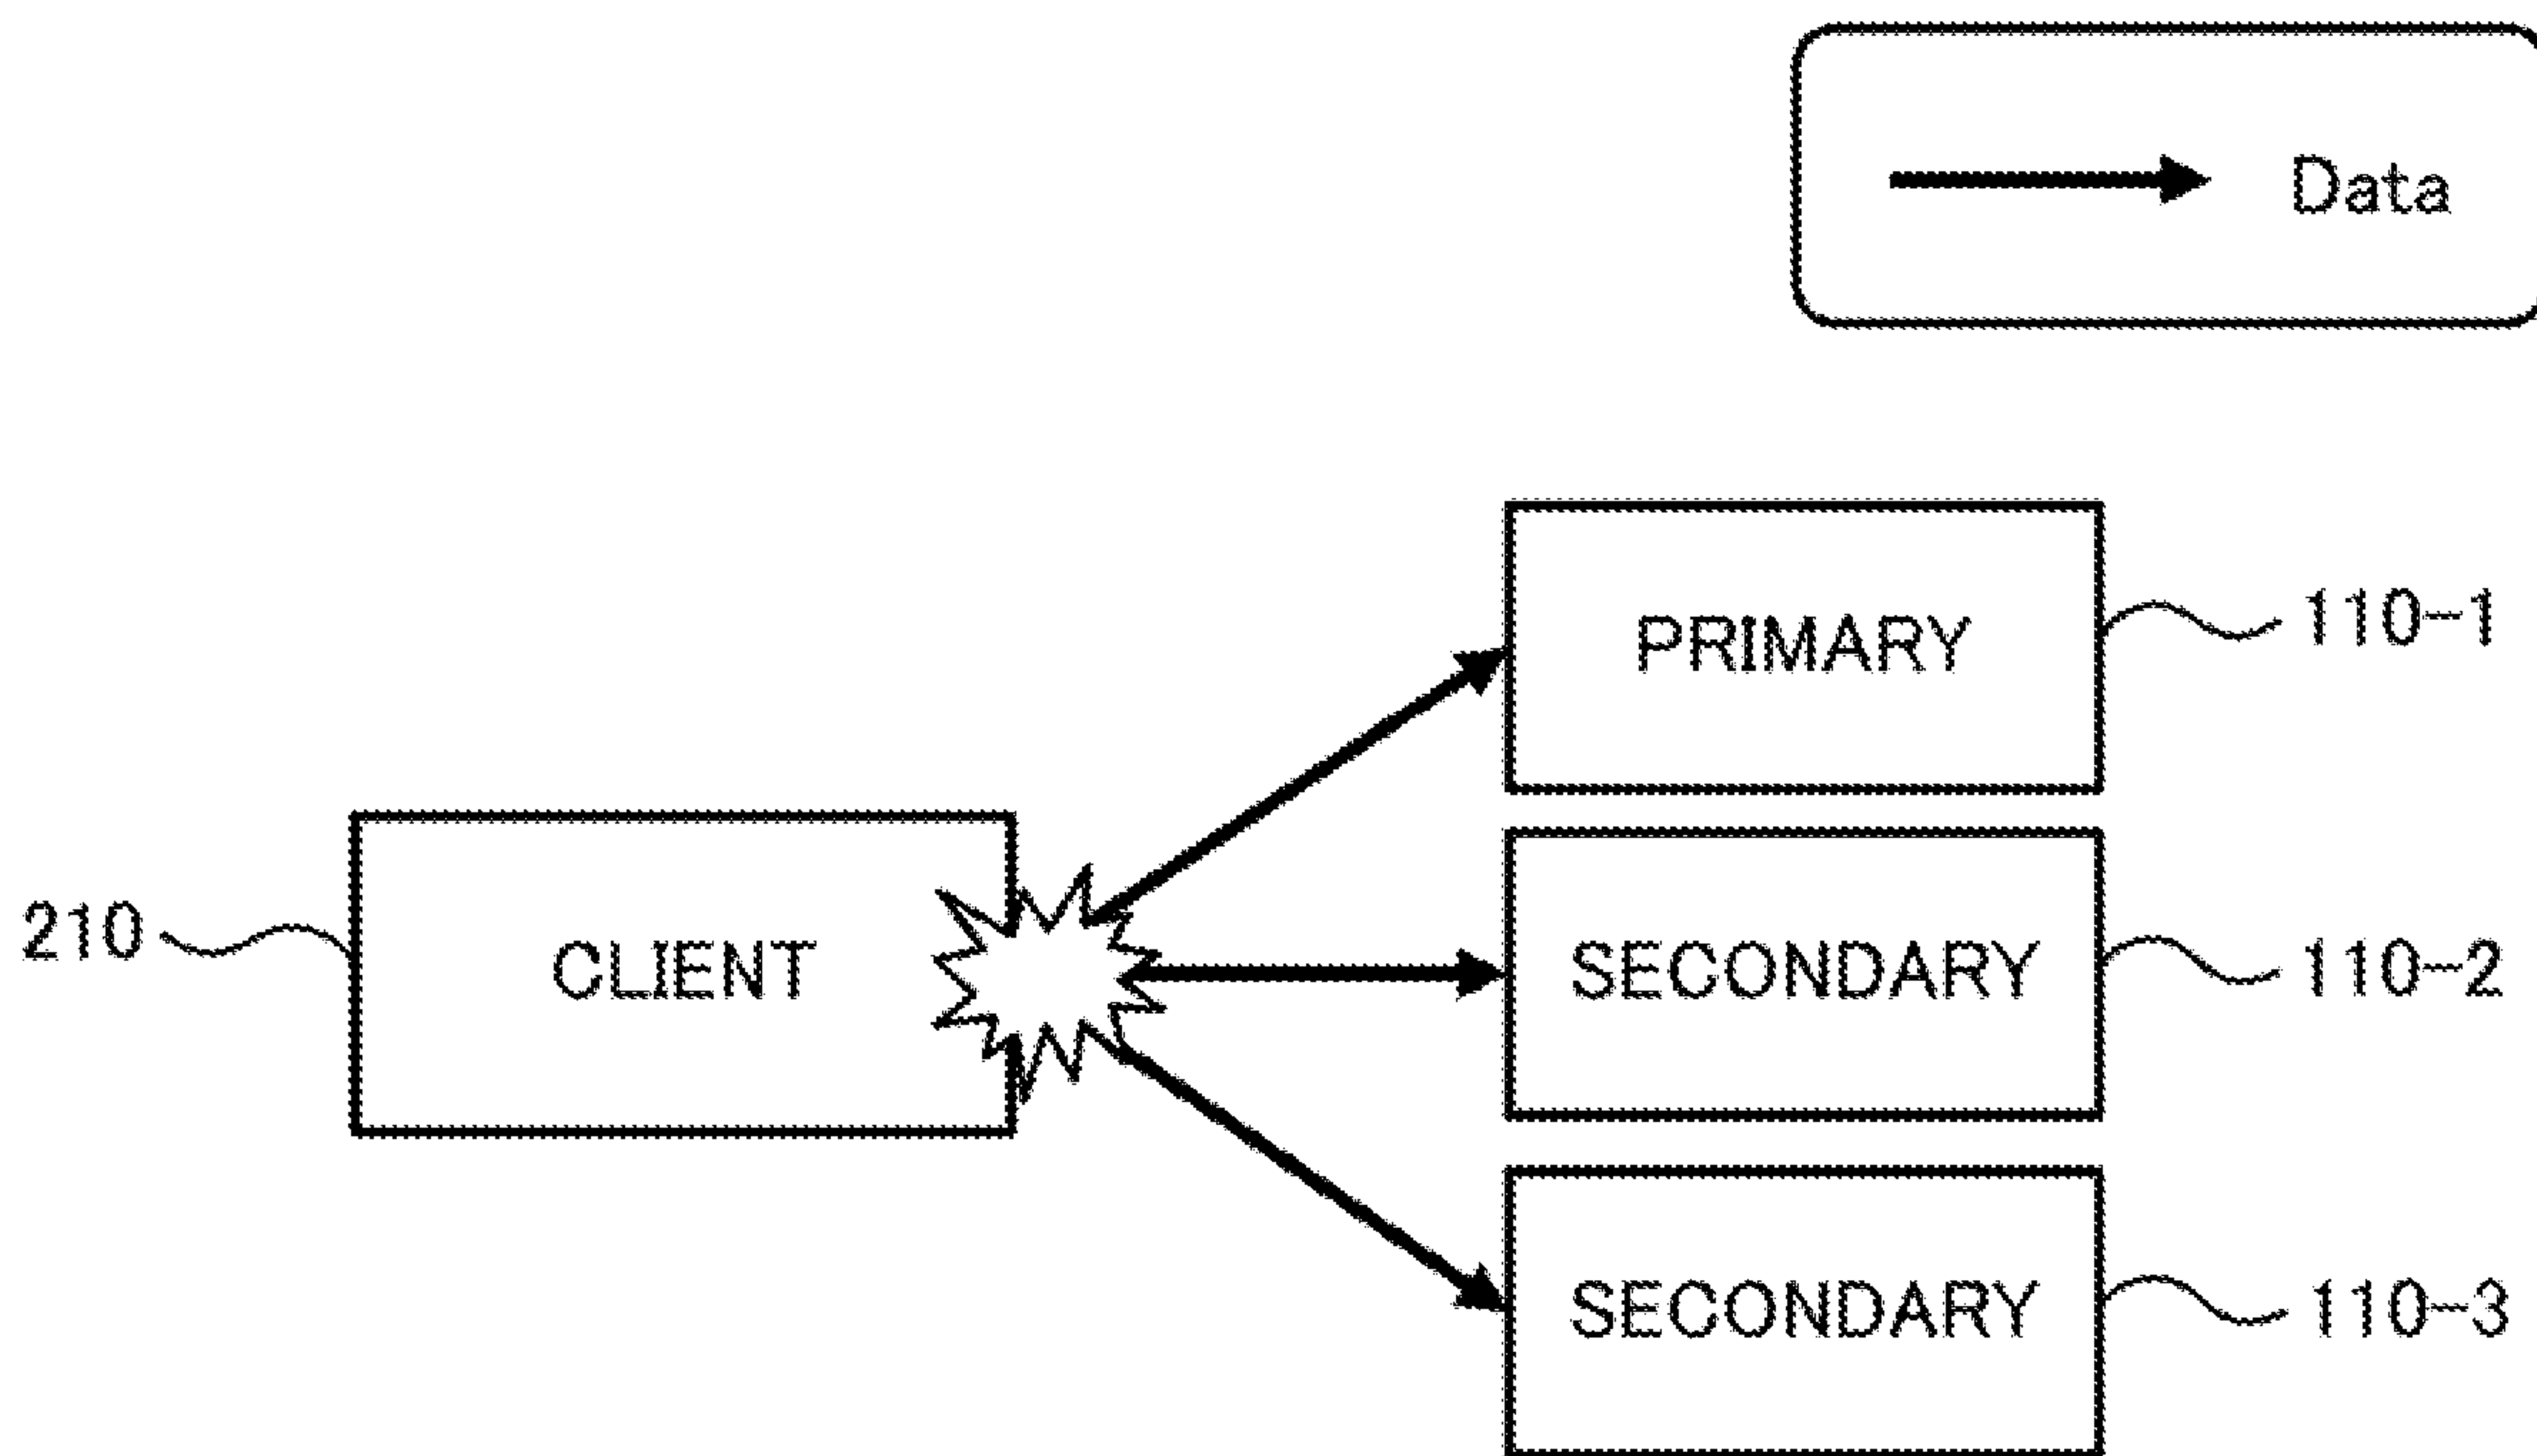 Data
PRIMARY
110-1
210
CLIENT
SECONDARY
110-2
SECONDARY
110-3